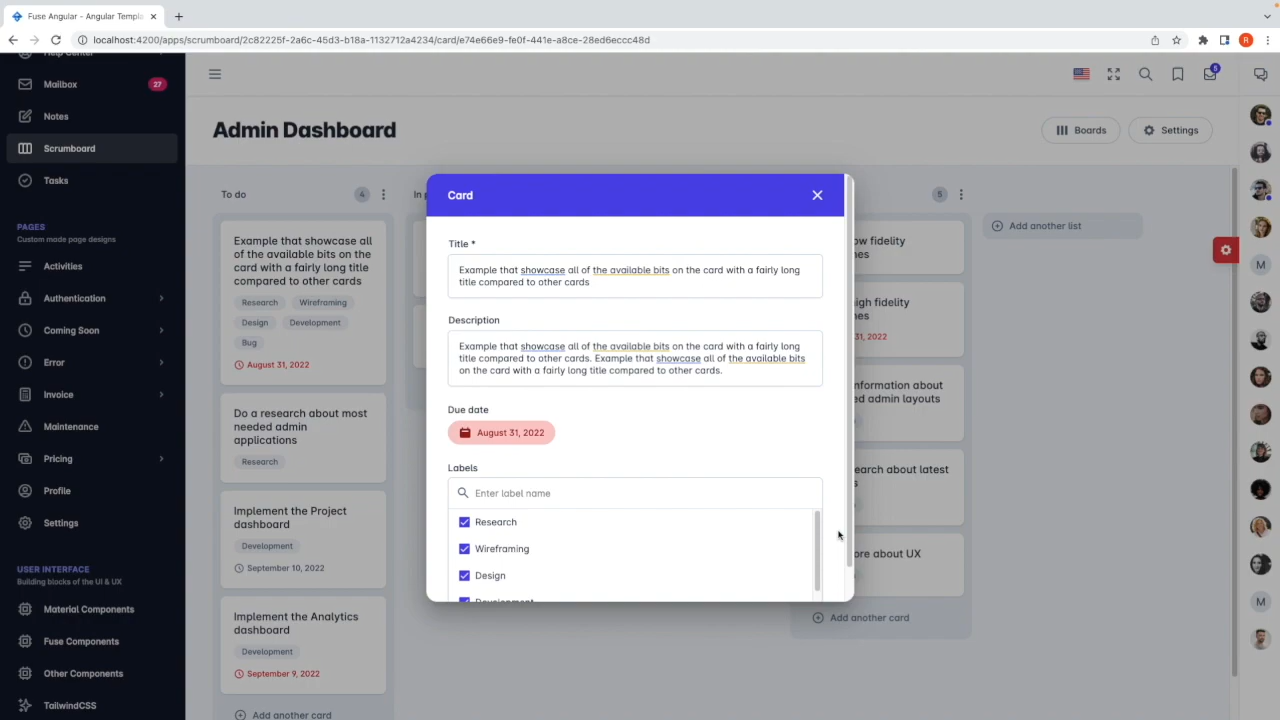 Fuse Angular - Angular Templa
localhost:4200/apps/scrumboard/2c82225f-2a6c-45d3-b18a-1132712a4234/card/e74e66e9-fe0f-441e-a8ce-28ed6eccc48d
R
Help Center
Mailbox
27
Notes
Scrumboard
Tasks
PAGES
Custom made page designs
Activities
Authentication
Coming Soon
Error
Invoice
Maintenance
Pricing
Profile
Settings
USER INTERFACE
Building blocks of the UI & UX
Material Components
Fuse Components
Other Components
TailwindCSS
5
Admin Dashboard
Boards
Settings
To do
4
Example that showcase all
of the available bits on the
card with a fairly long title
compared to other cards
Research
Wireframing
Design
Development
Bug
August 31, 2022
Do a research about most
needed admin
applications
Research
Implement the Project
dashboard
Development
September 10, 2022
Implement the Analytics
dashboard
Development
September 9, 2022
Add another card
In p
Card
Title *
Example that showcase all of the available bits on the card with a fairly long
title compared to other cards
Description
Example that showcase all of the available bits on the card with a fairly long
title compared to other cards. Example that showcase all of the available bits
on the card with a fairly long title compared to other cards.
Due date
August 31, 2022
Labels
Enter label name
Research
Wireframing
Design
Development
5
ow fidelity
nes
high fidelity
nes
31, 2022
nformation about
ed admin layouts
earch about latest
s
ore about UX
Add another card
Add another list
M
M